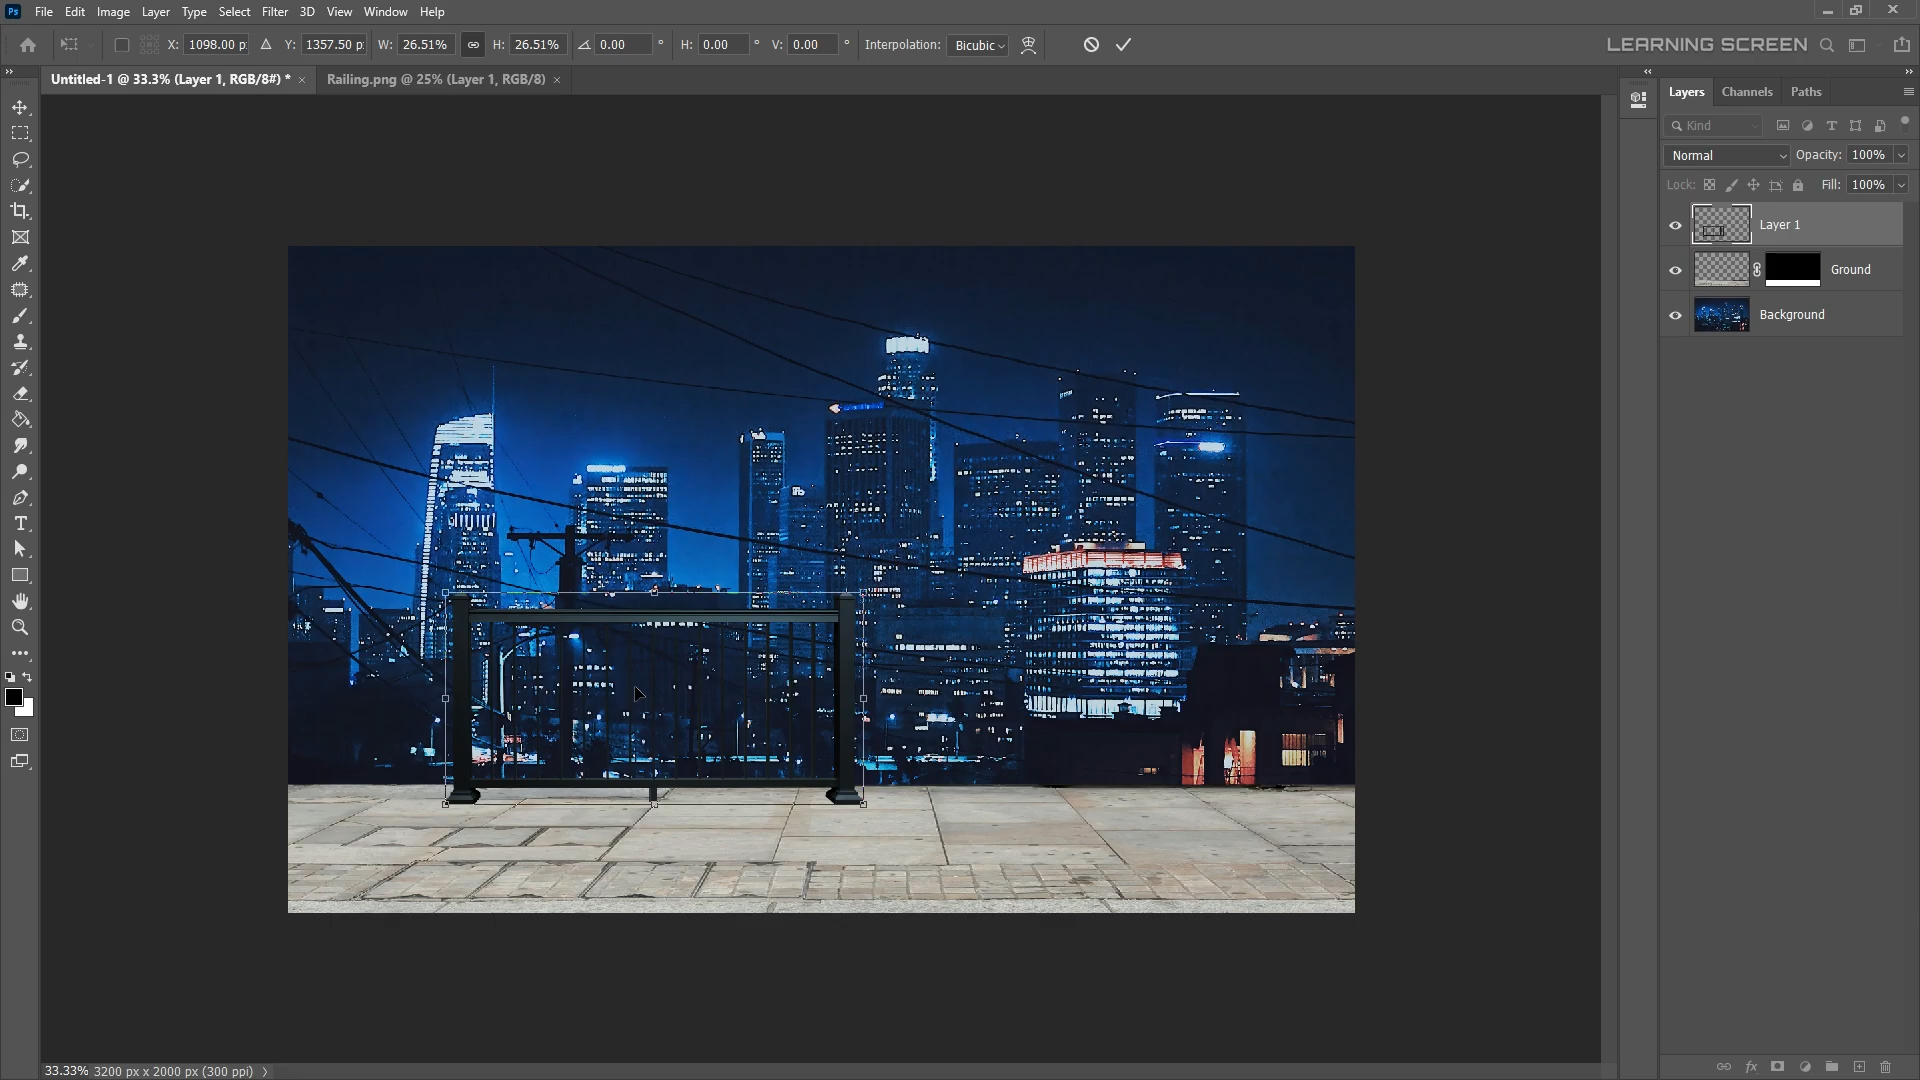 Ps File Edit Image Layer Type Select Filter 3D View Window Help
X: 1098.00 p Δ Y: 1357.50 p W: 26.51% H: 26.51% 0.00 ° H: 0.00 ° V: 0.00 ° Interpolation: Bicubic LEARNING SCREEN
Untitled-1 @ 33.3% (Layer 1, RGB/8#) * × Railing.png @ 25% (Layer 1, RGB/8) ×
Layers Channels Paths
Kind
Normal Opacity: 100%
Lock: Fill: 100%
Layer 1
Ground
Background
33.33% 3200 px x 2000 px (300 ppi)